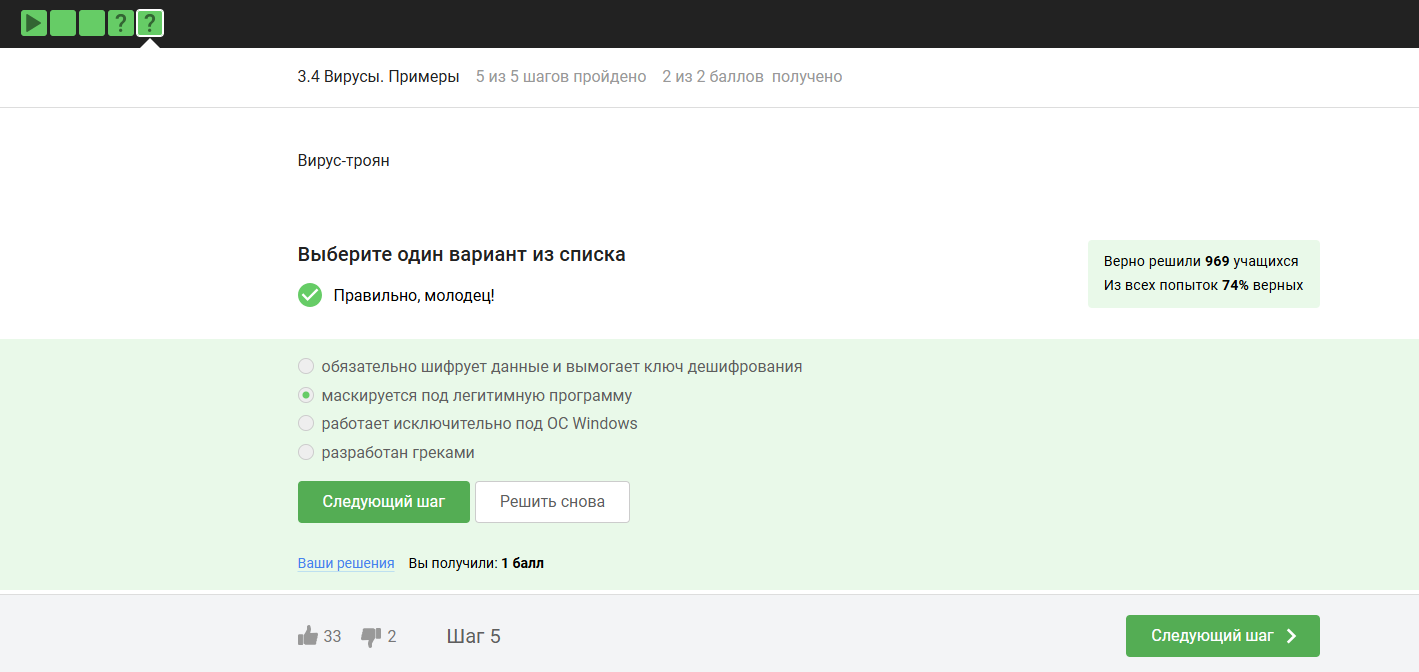 ? ?
3.4 Вирусы. Примеры 5 из 5 шагов пройдено 2 из 2 баллов получено
Вирус-троян
Выберите один вариант из списка
Правильно, молодец!
Верно решили 969 учащихся
Из всех попыток 74% верных
обязательно шифрует данные и вымогает ключ дешифрования
маскируется под легитимную программу
работает исключительно под ОС Windows
разработан греками
Следующий шаг Решить снова
Ваши решения Вы получили: 1 балл
33 2 Шаг 5 Следующий шаг